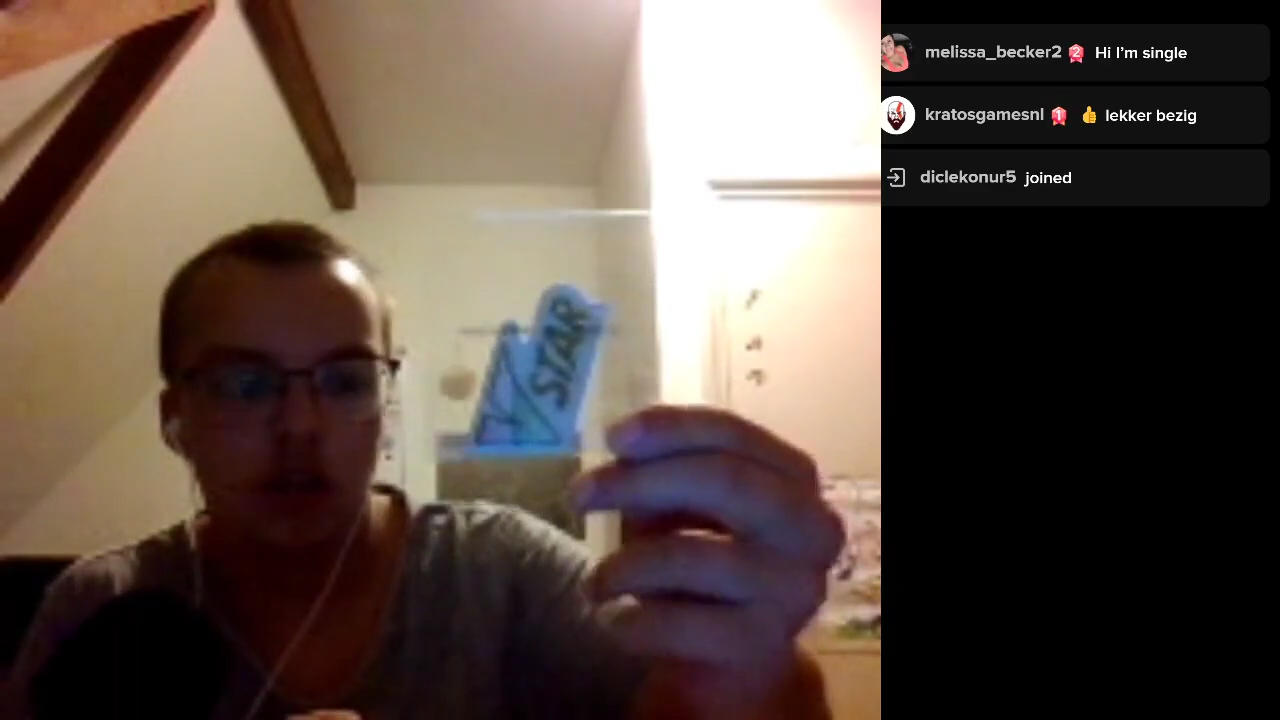 melissa_becker2 2 Hi I'm single
kratosgamesnl 1 👍 lekker bezig
diclekonur5 joined
V STAR